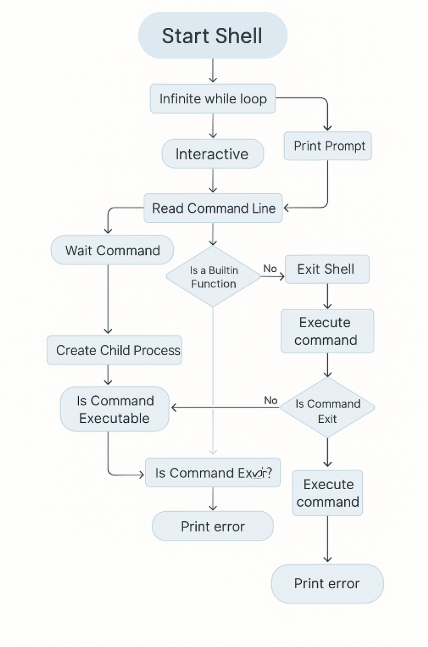 Start Shell
Infinite while loop
Print Prompt
Interactive
Read Command Line
Wait Command
Is a Builtin
Function
No
Exit Shell
Execute
command
Create Child Process
Is Command
Executable
No
Is Command
Exit
Is Command
Execute
command
Print error
Print error